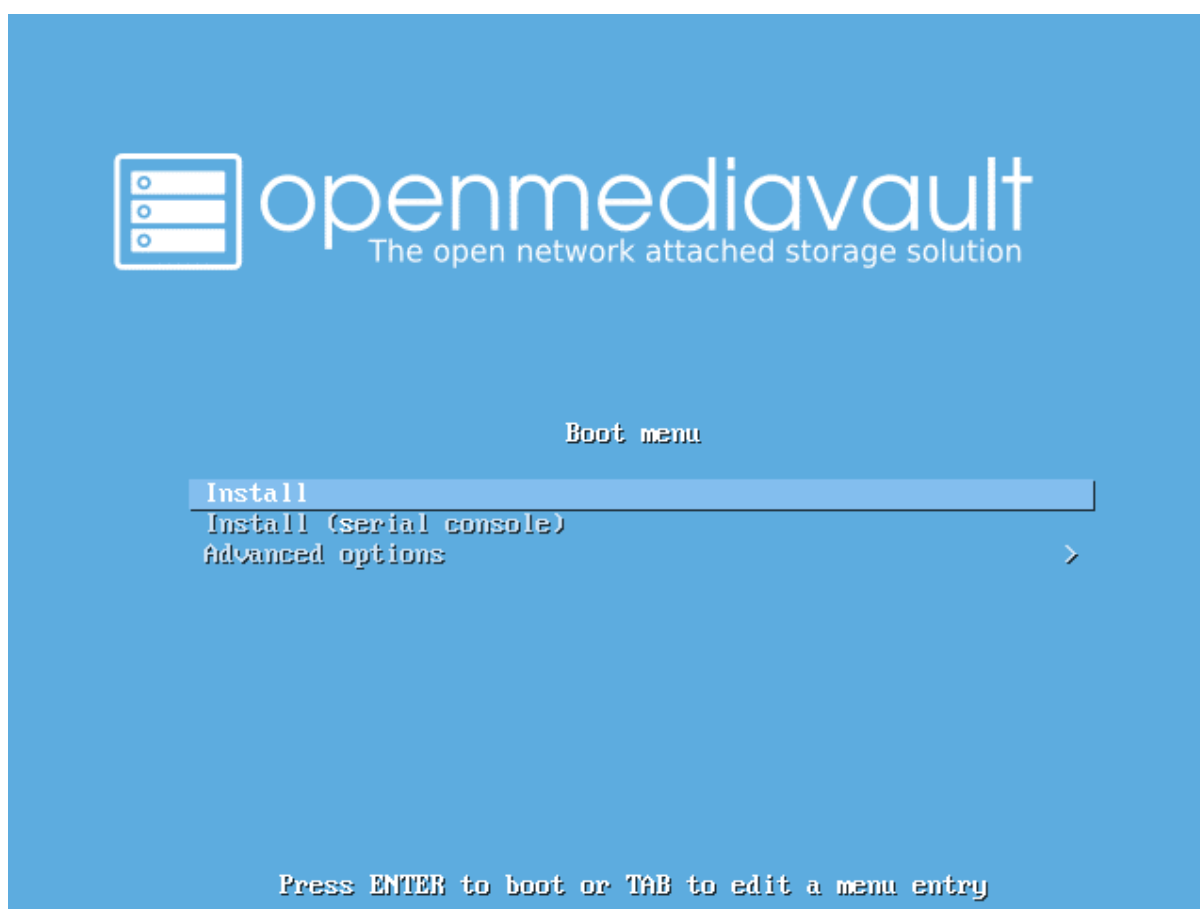 openmediavault
The open network attached storage solution
Boot menu
Install
Install (serial console)
Advanced options >
Press ENTER to boot or TAB to edit a menu entry